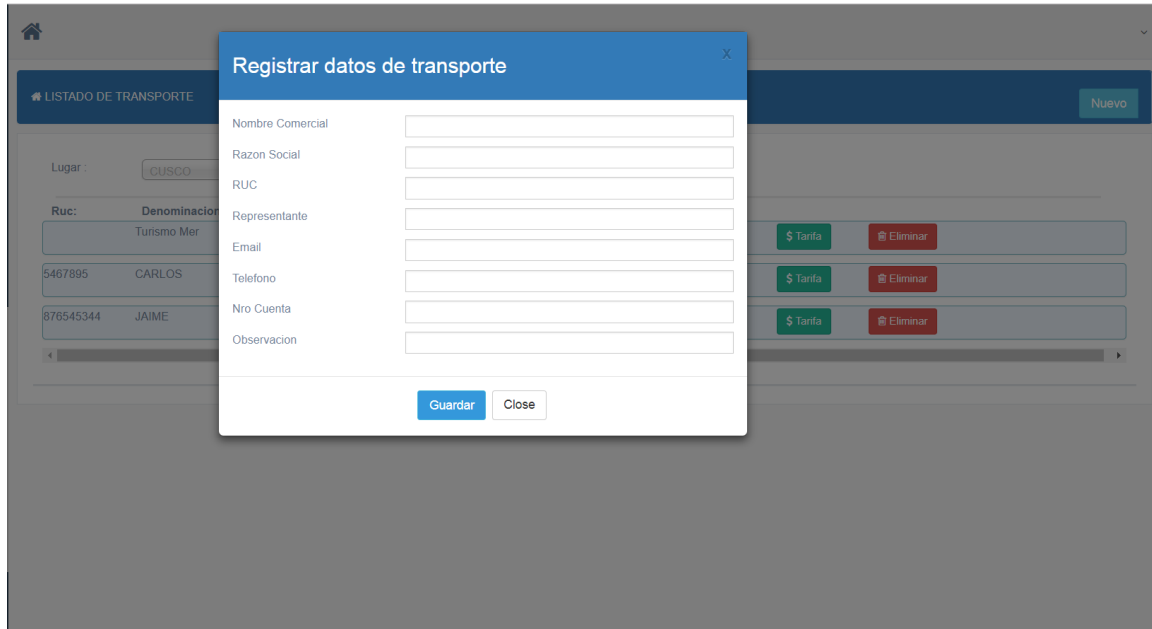 Registrar datos de transporte
X
LISTADO DE TRANSPORTE
Nuevo
Nombre Comercial
Razon Social
RUC
Representante
Email
Telefono
Nro Cuenta
Observacion
Guardar Close
Lugar : CUSCO
Ruc: Denominacion
Turismo Mer $ Tarifa Eliminar
5467895 CARLOS $ Tarifa Eliminar
876545344 JAIME $ Tarifa Eliminar